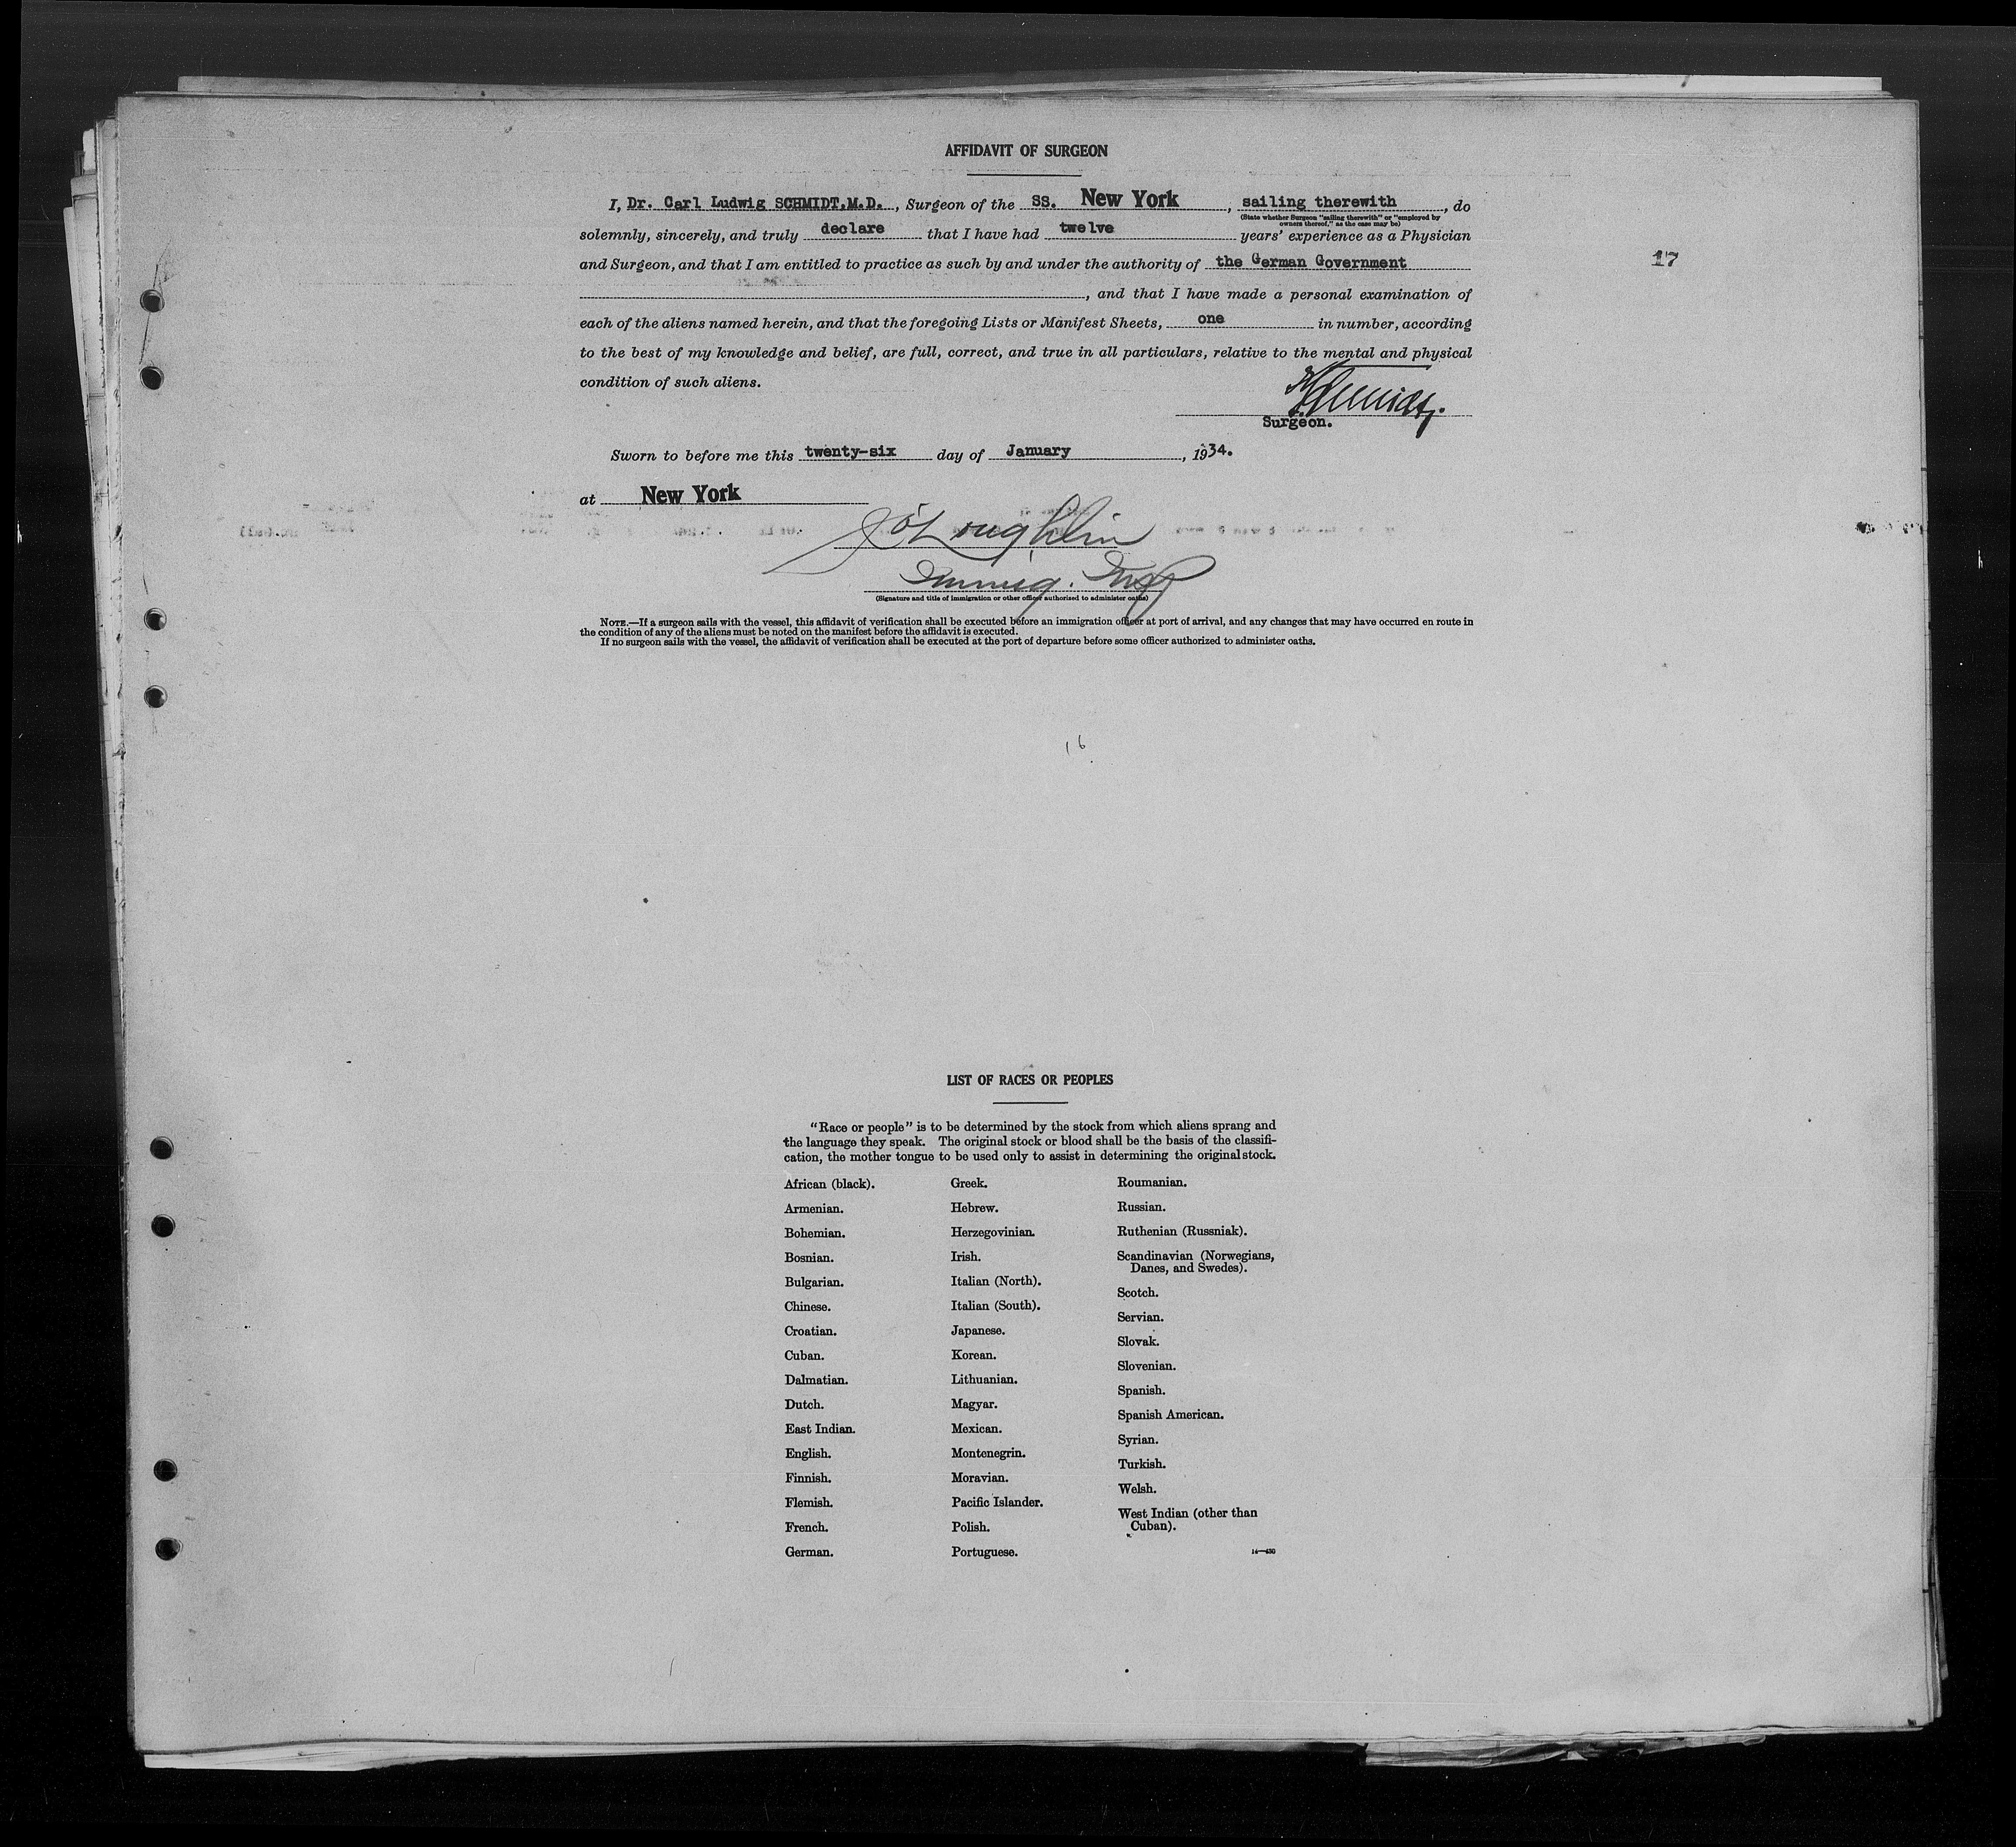 AFFIDAVIT OF SURGEON
I, Dr. Carl Ludwig SCHMIDT,M.D. , Surgeon of the SS. New York , sailing therewith , do
(State whether Surgeon "sailing therewith" or "employed by
owners thereof," as the case may be)
solemnly, sincerely, and truly declare that I have had twelve years' experience as a Physician
and Surgeon, and that I am entitled to practice as such by and under the authority of the German Government
17
, and that I have made a personal examination of
each of the aliens named herein, and that the foregoing Lists or Manifest Sheets, one in number, according
to the best of my knowledge and belief, are full, correct, and true in all particulars, relative to the mental and physical
condition of such aliens.
Schmidt.
Surgeon.
Sworn to before me this twenty-six day of January , 1934.
at New York
J O'Loughlin
Immig. Insp
(Signature and title of immigration or other officer authorized to administer oaths)
NOTE.—If a surgeon sails with the vessel, this affidavit of verification shall be executed before an immigration officer at port of arrival, and any changes that may have occurred en route in
the condition of any of the aliens must be noted on the manifest before the affidavit is executed.
If no surgeon sails with the vessel, the affidavit of verification shall be executed at the port of departure before some officer authorized to administer oaths.
16
LIST OF RACES OR PEOPLES
"Race or people" is to be determined by the stock from which aliens sprang and
the language they speak. The original stock or blood shall be the basis of the classifi-
cation, the mother tongue to be used only to assist in determining the original stock.
African (black).
Armenian.
Bohemian.
Bosnian.
Bulgarian.
Chinese.
Croatian.
Cuban.
Dalmatian.
Dutch.
East Indian.
English.
Finnish.
Flemish.
French.
German.
Greek.
Hebrew.
Herzegovinian.
Irish.
Italian (North).
Italian (South).
Japanese.
Korean.
Lithuanian.
Magyar.
Mexican.
Montenegrin.
Moravian.
Pacific Islander.
Polish.
Portuguese.
Roumanian.
Russian.
Ruthenian (Russniak).
Scandinavian (Norwegians,
Danes, and Swedes).
Scotch.
Servian.
Slovak.
Slovenian.
Spanish.
Spanish American.
Syrian.
Turkish.
Welsh.
West Indian (other than
Cuban).
14—430